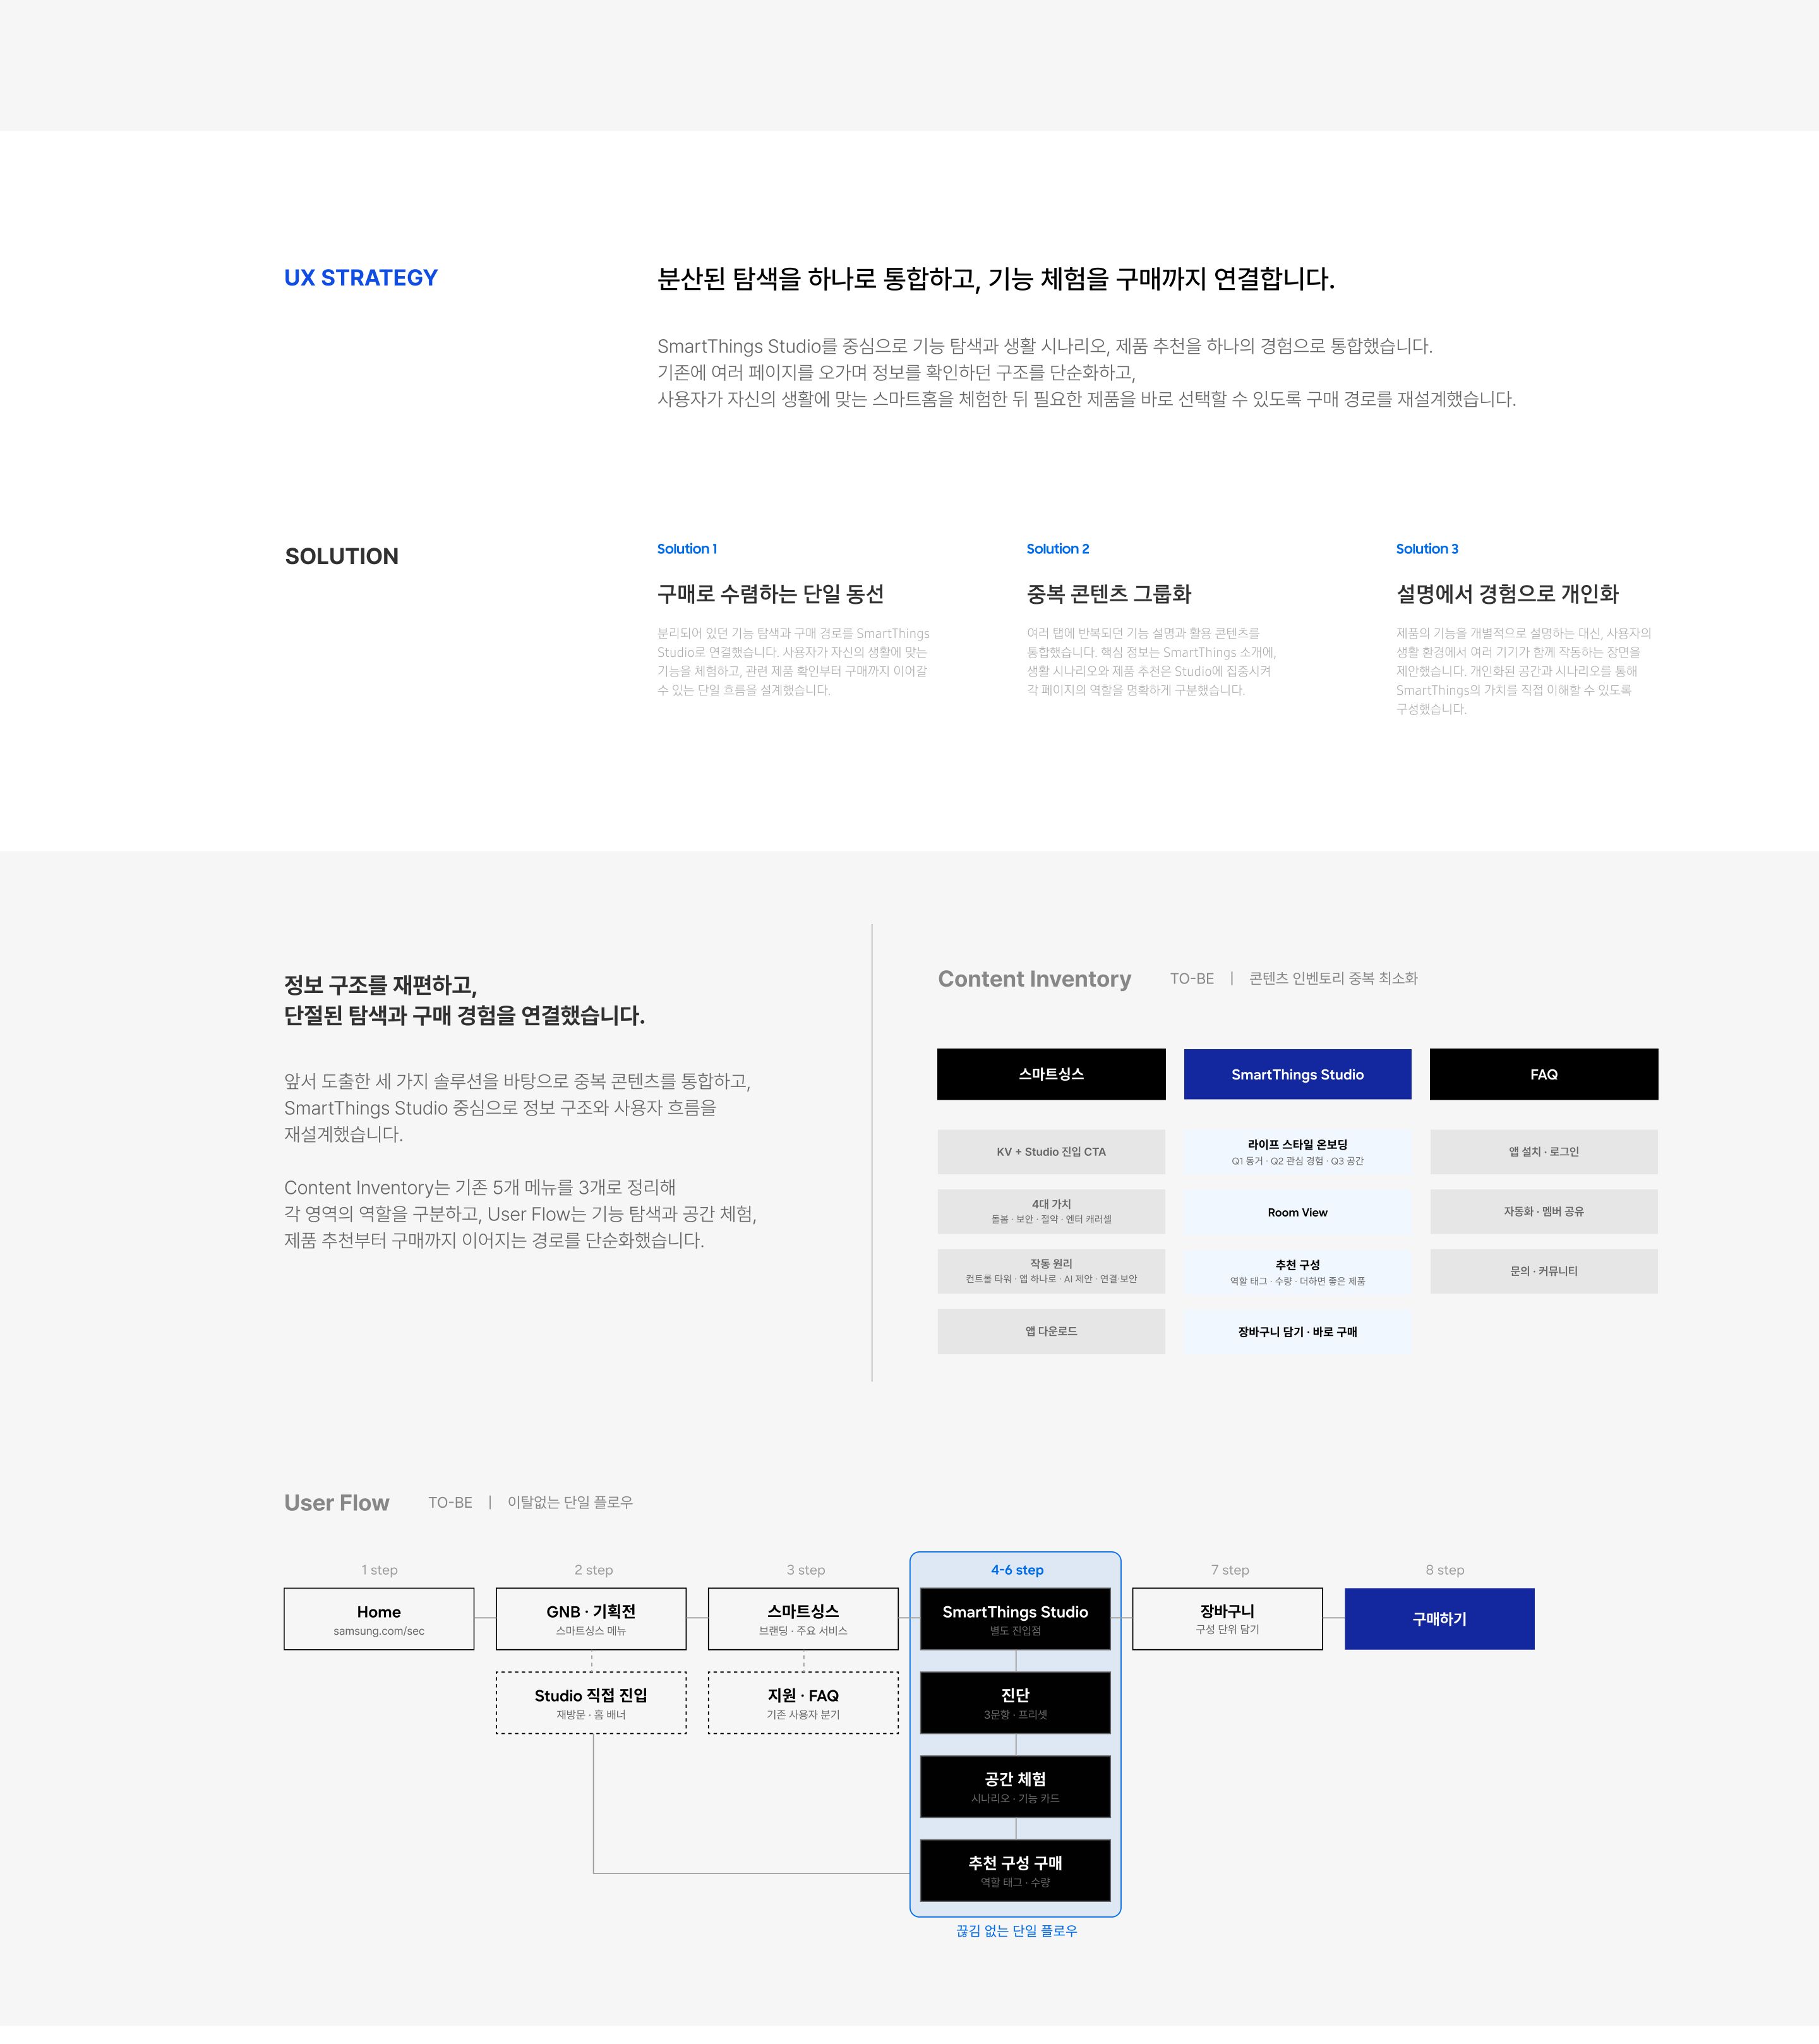 UX STRATEGY
분산된 탐색을 하나로 통합하고, 기능 체험을 구매까지 연결합니다.
SmartThings Studio를 중심으로 기능 탐색과 생활 시나리오, 제품 추천을 하나의 경험으로 통합했습니다.
기존에 여러 페이지를 오가며 정보를 확인하던 구조를 단순화하고,
사용자가 자신의 생활에 맞는 스마트홈을 체험한 뒤 필요한 제품을 바로 선택할 수 있도록 구매 경로를 재설계했습니다.
SOLUTION
Solution 1
구매로 수렴하는 단일 동선
분리되어 있던 기능 탐색과 구매 경로를 SmartThings
Studio로 연결했습니다. 사용자가 자신의 생활에 맞는
기능을 체험하고, 관련 제품 확인부터 구매까지 이어갈
수 있는 단일 흐름을 설계했습니다.
Solution 2
중복 콘텐츠 그룹화
여러 탭에 반복되던 기능 설명과 활용 콘텐츠를
통합했습니다. 핵심 정보는 SmartThings 소개에,
생활 시나리오와 제품 추천은 Studio에 집중시켜
각 페이지의 역할을 명확하게 구분했습니다.
Solution 3
설명에서 경험으로 개인화
제품의 기능을 개별적으로 설명하는 대신, 사용자의
생활 환경에서 여러 기기가 함께 작동하는 장면을
제안했습니다. 개인화된 공간과 시나리오를 통해
SmartThings의 가치를 직접 이해할 수 있도록
구성했습니다.
정보 구조를 재편하고,
단절된 탐색과 구매 경험을 연결했습니다.
앞서 도출한 세 가지 솔루션을 바탕으로 중복 콘텐츠를 통합하고,
SmartThings Studio 중심으로 정보 구조와 사용자 흐름을
재설계했습니다.
Content Inventory는 기존 5개 메뉴를 3개로 정리해
각 영역의 역할을 구분하고, User Flow는 기능 탐색과 공간 체험,
제품 추천부터 구매까지 이어지는 경로를 단순화했습니다.
Content Inventory TO-BE | 콘텐츠 인벤토리 중복 최소화
스마트싱스
KV + Studio 진입 CTA
4대 가치
돌봄 · 보안 · 절약 · 엔터 캐러셀
작동 원리
컨트롤 타워 · 앱 하나로 · AI 제안 · 연결·보안
앱 다운로드
SmartThings Studio
라이프 스타일 온보딩
Q1 동거 · Q2 관심 경험 · Q3 공간
Room View
추천 구성
역할 태그 · 수량 · 더하면 좋은 제품
장바구니 담기 · 바로 구매
FAQ
앱 설치 · 로그인
자동화 · 멤버 공유
문의 · 커뮤니티
User Flow TO-BE | 이탈없는 단일 플로우
1 step
Home
samsung.com/sec
2 step
GNB · 기획전
스마트싱스 메뉴
Studio 직접 진입
재방문 · 홈 배너
3 step
스마트싱스
브랜딩 · 주요 서비스
지원 · FAQ
기존 사용자 분기
4-6 step
SmartThings Studio
별도 진입점
진단
3문항 · 프리셋
공간 체험
시나리오 · 기능 카드
추천 구성 구매
역할 태그 · 수량
끊김 없는 단일 플로우
7 step
장바구니
구성 단위 담기
8 step
구매하기